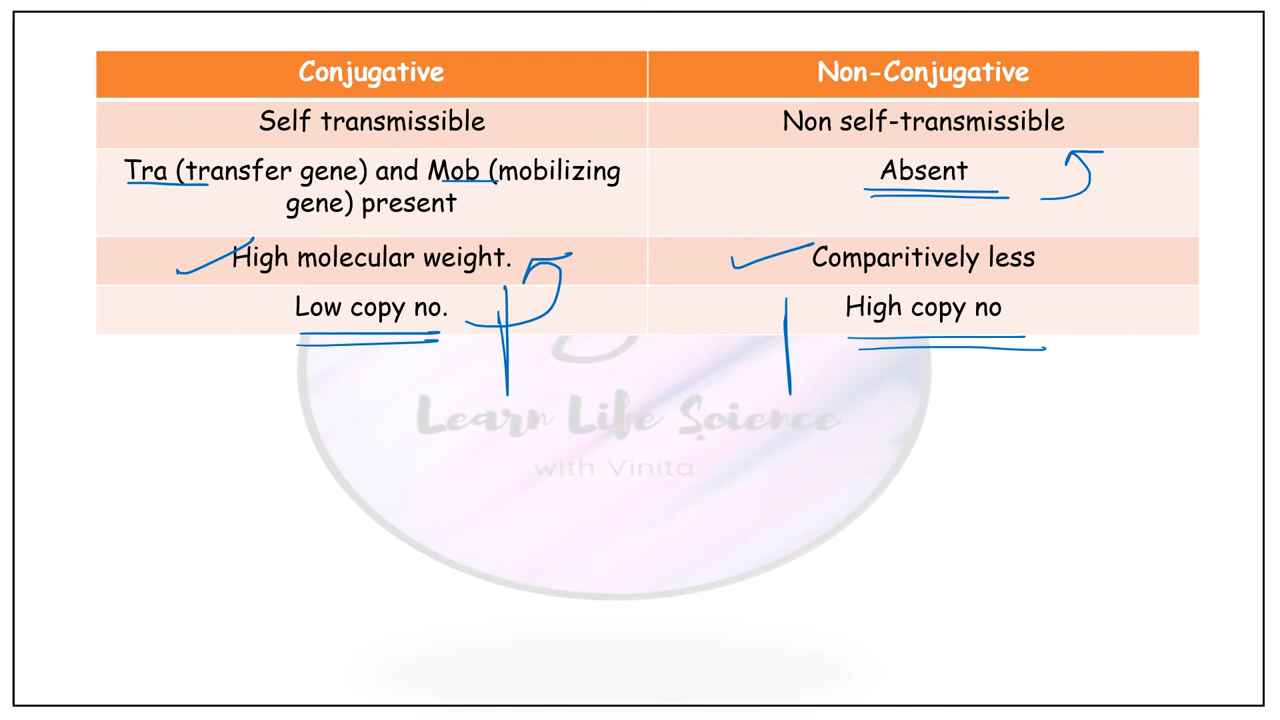 Conjugative
Non-Conjugative
Self transmissible
Non self-transmissible
Tra (transfer gene) and Mob (mobilizing
gene) present
Absent
High molecular weight.
Comparitively less
Low copy no.
High copy no
Learn Life Science
with Vinita